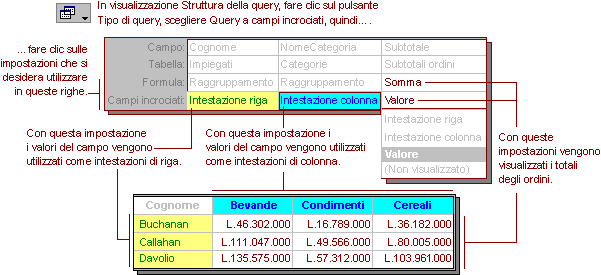 In visualizzazione Struttura della query, fare clic sul pulsante
Tipo di query, scegliere Query a campi incrociati, quindi... .
... fare clic sulle
impostazioni che si
desidera utilizzare
in queste righe.
Campo: Cognome NomeCategoria Subtotale
Tabella: Impiegati Categorie Subtotali ordini
Formula: Raggruppamento Raggruppamento Somma
Campi incrociati: Intestazione riga Intestazione colonna Valore
Intestazione riga
Intestazione colonna
Valore
(Non visualizzato)
Con questa impostazione
i valori del campo vengono
utilizzati come intestazioni di riga.
Con questa impostazione i
valori del campo vengono utilizzati
come intestazioni di colonna.
Con queste
impostazioni vengono
visualizzati i totali
degli ordini.
Cognome Bevande Condimenti Cereali
Buchanan L.46.302.000 L.16.789.000 L.36.182.000
Callahan L.111.047.000 L.49.566.000 L.80.005.000
Davolio L.135.575.000 L.57.312.000 L.103.961.000